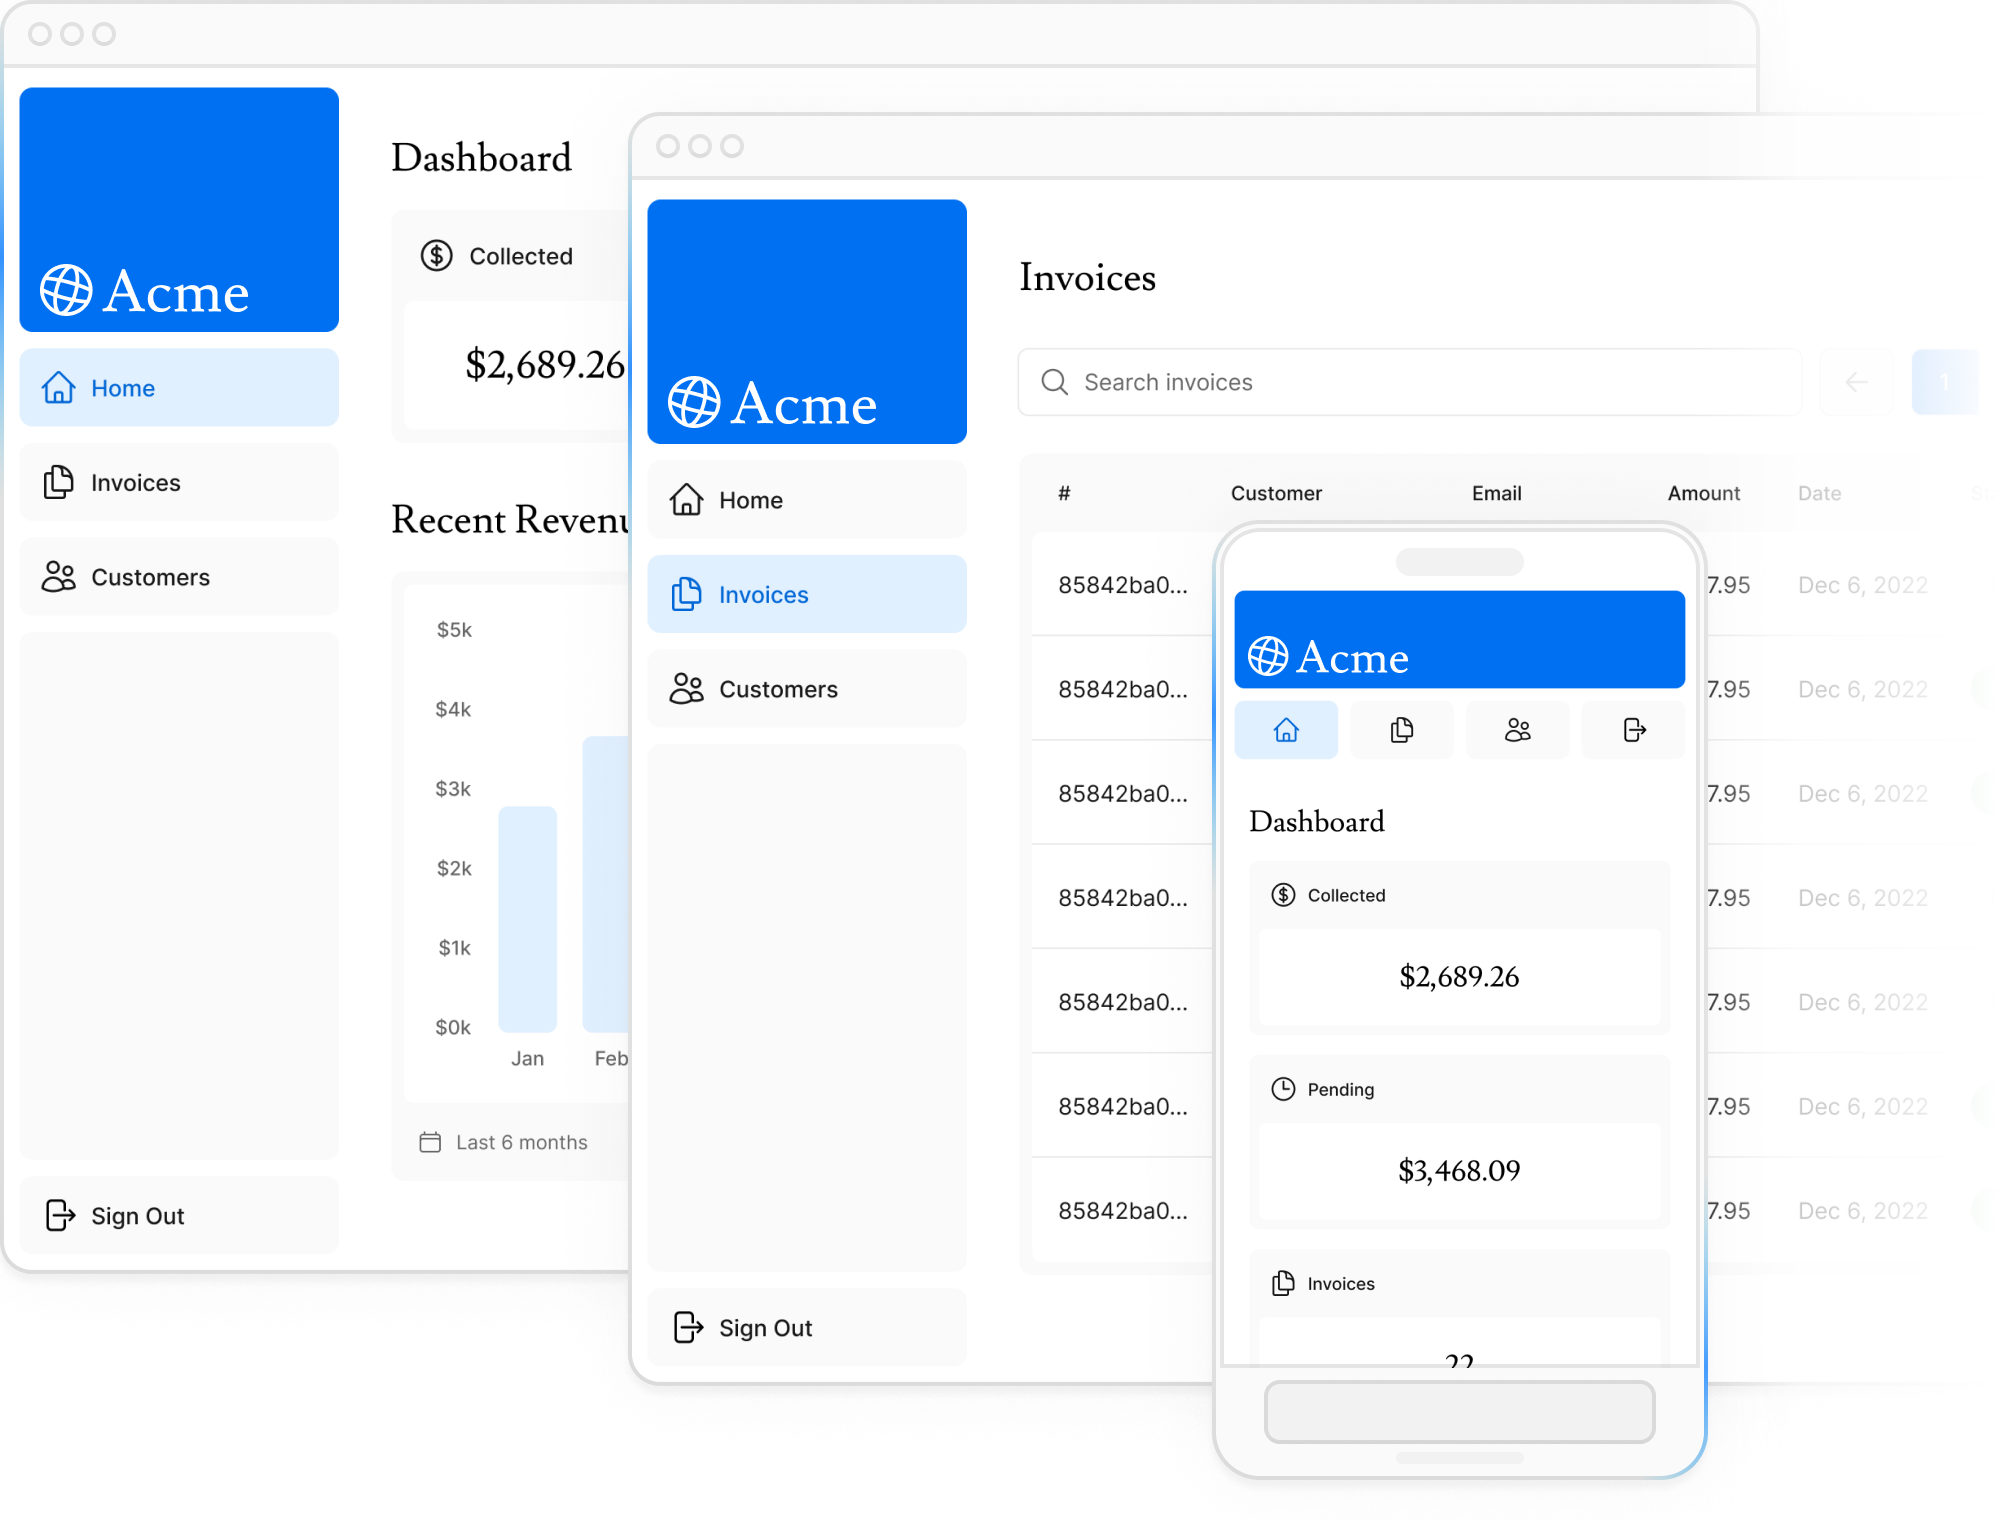 Acme
Home
Invoices
Customers
Sign Out
Dashboard
Collected
$2,689.26
Recent Revenu
$5k
$4k
$3k
$2k
$1k
$0k
Jan
Feb
Last 6 months
Acme
Home
Invoices
Customers
Sign Out
Invoices
Search invoices
1
# Customer Email Amount Date
85842ba0... 7.95 Dec 6, 2022
85842ba0... 7.95 Dec 6, 2022
85842ba0... 7.95 Dec 6, 2022
85842ba0... 7.95 Dec 6, 2022
85842ba0... 7.95 Dec 6, 2022
85842ba0... 7.95 Dec 6, 2022
85842ba0... 7.95 Dec 6, 2022
Acme
Dashboard
Collected
$2,689.26
Pending
$3,468.09
Invoices
22